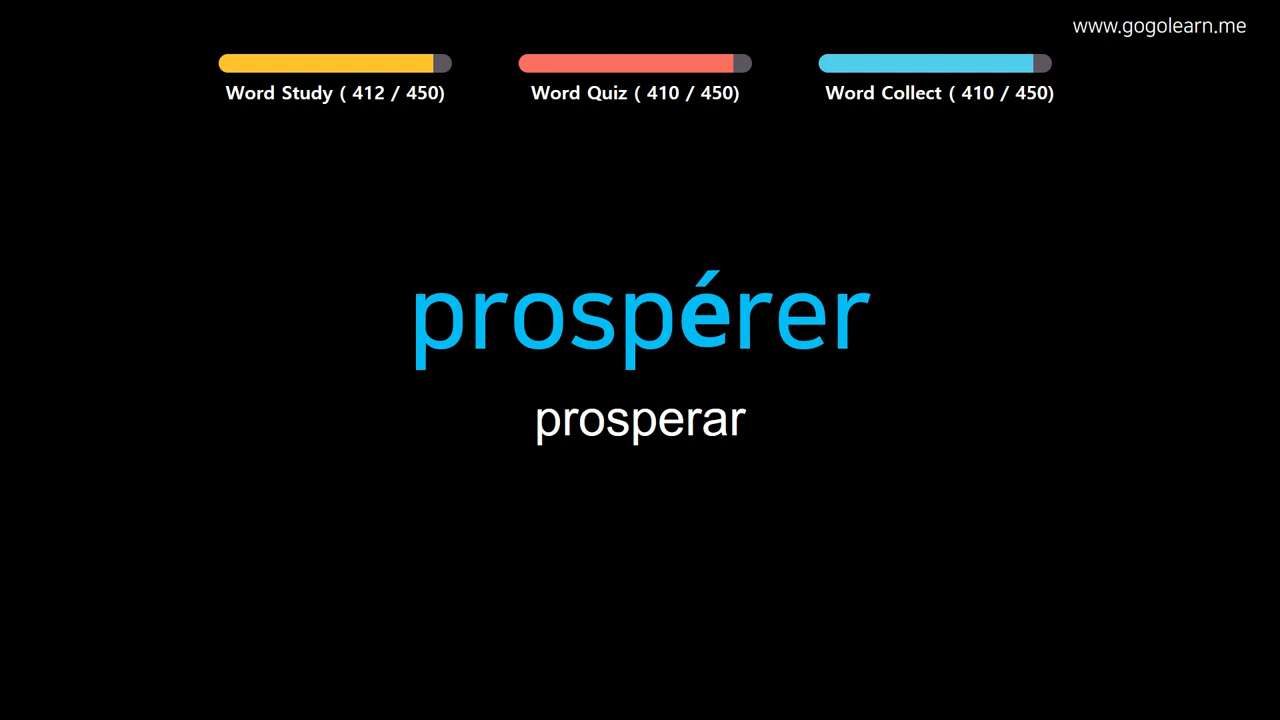 www.gogolearn.me
Word Study ( 412 / 450)
Word Quiz ( 410 / 450)
Word Collect ( 410 / 450)
prospérer
prosperar